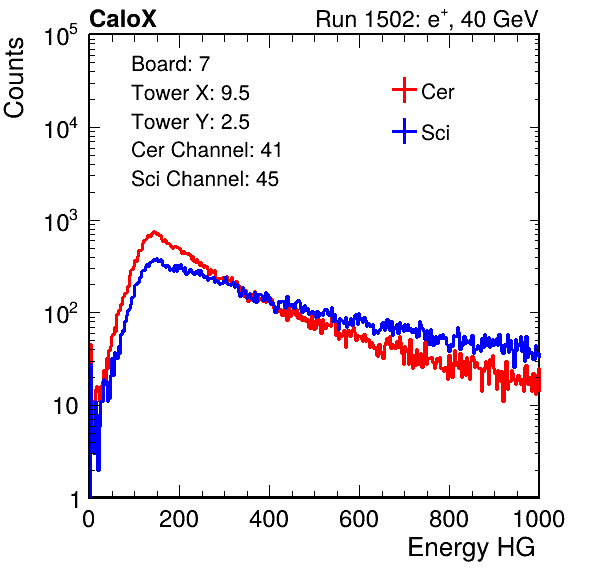 CaloX Run 1502: e⁺, 40 GeV
Counts
10⁵
10⁴
10³
10²
10
1
Board: 7
Tower X: 9.5
Tower Y: 2.5
Cer Channel: 41
Sci Channel: 45
Cer
Sci
0 200 400 600 800 1000
Energy HG